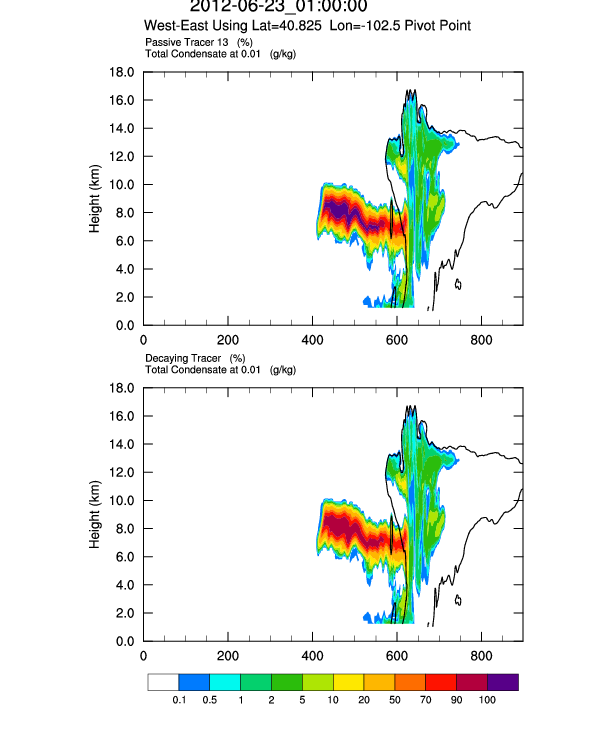 2012-06-23_01:00:00
West-East Using Lat=40.825 Lon=-102.5 Pivot Point
Passive Tracer 13 (%)
Total Condensate at 0.01 (g/kg)
18.0
16.0
14.0
12.0
10.0
8.0
6.0
4.0
2.0
0.0
Height (km)
0 200 400 600 800
Decaying Tracer (%)
Total Condensate at 0.01 (g/kg)
18.0
16.0
14.0
12.0
10.0
8.0
6.0
4.0
2.0
0.0
Height (km)
0 200 400 600 800
0.1 0.5 1 2 5 10 20 50 70 90 100